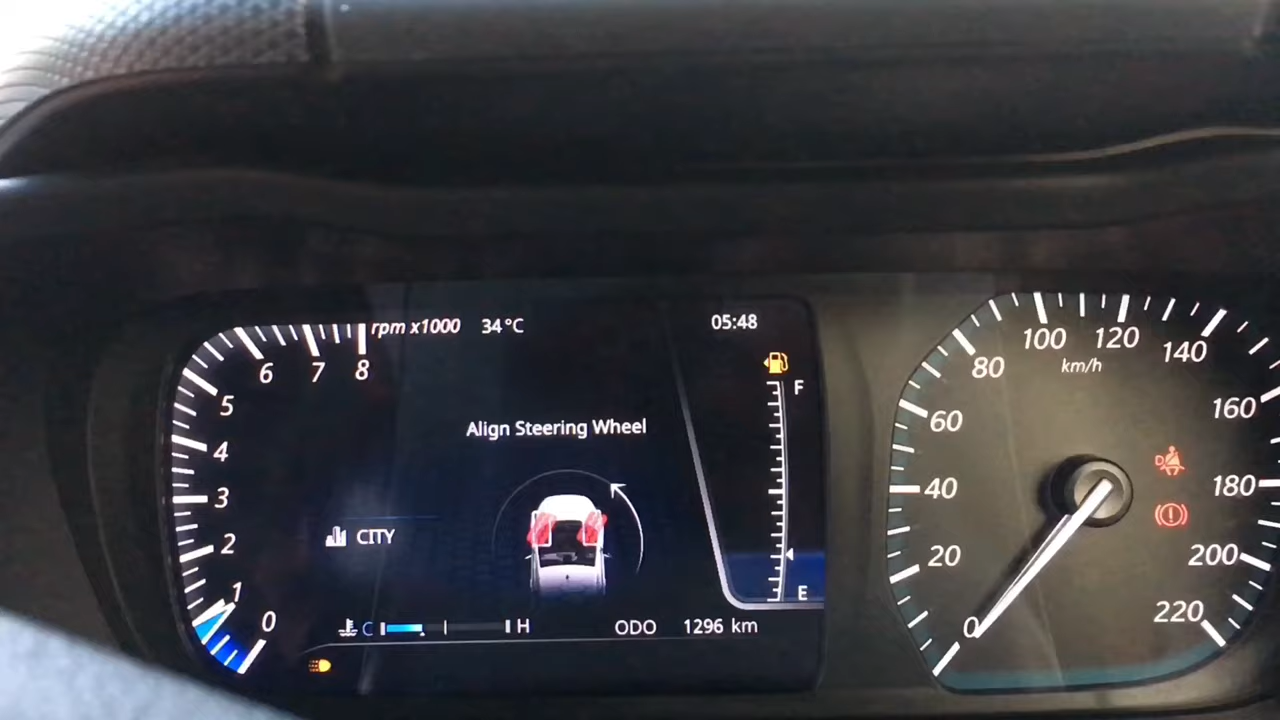 rpm x1000 34°C 05:48
6 7 8
5
4
3
2
1
0
F
Align Steering Wheel
CITY
E
C H ODO 1296 km
0
20
40
60
80
100
120
140
160
180
200
220
km/h
D